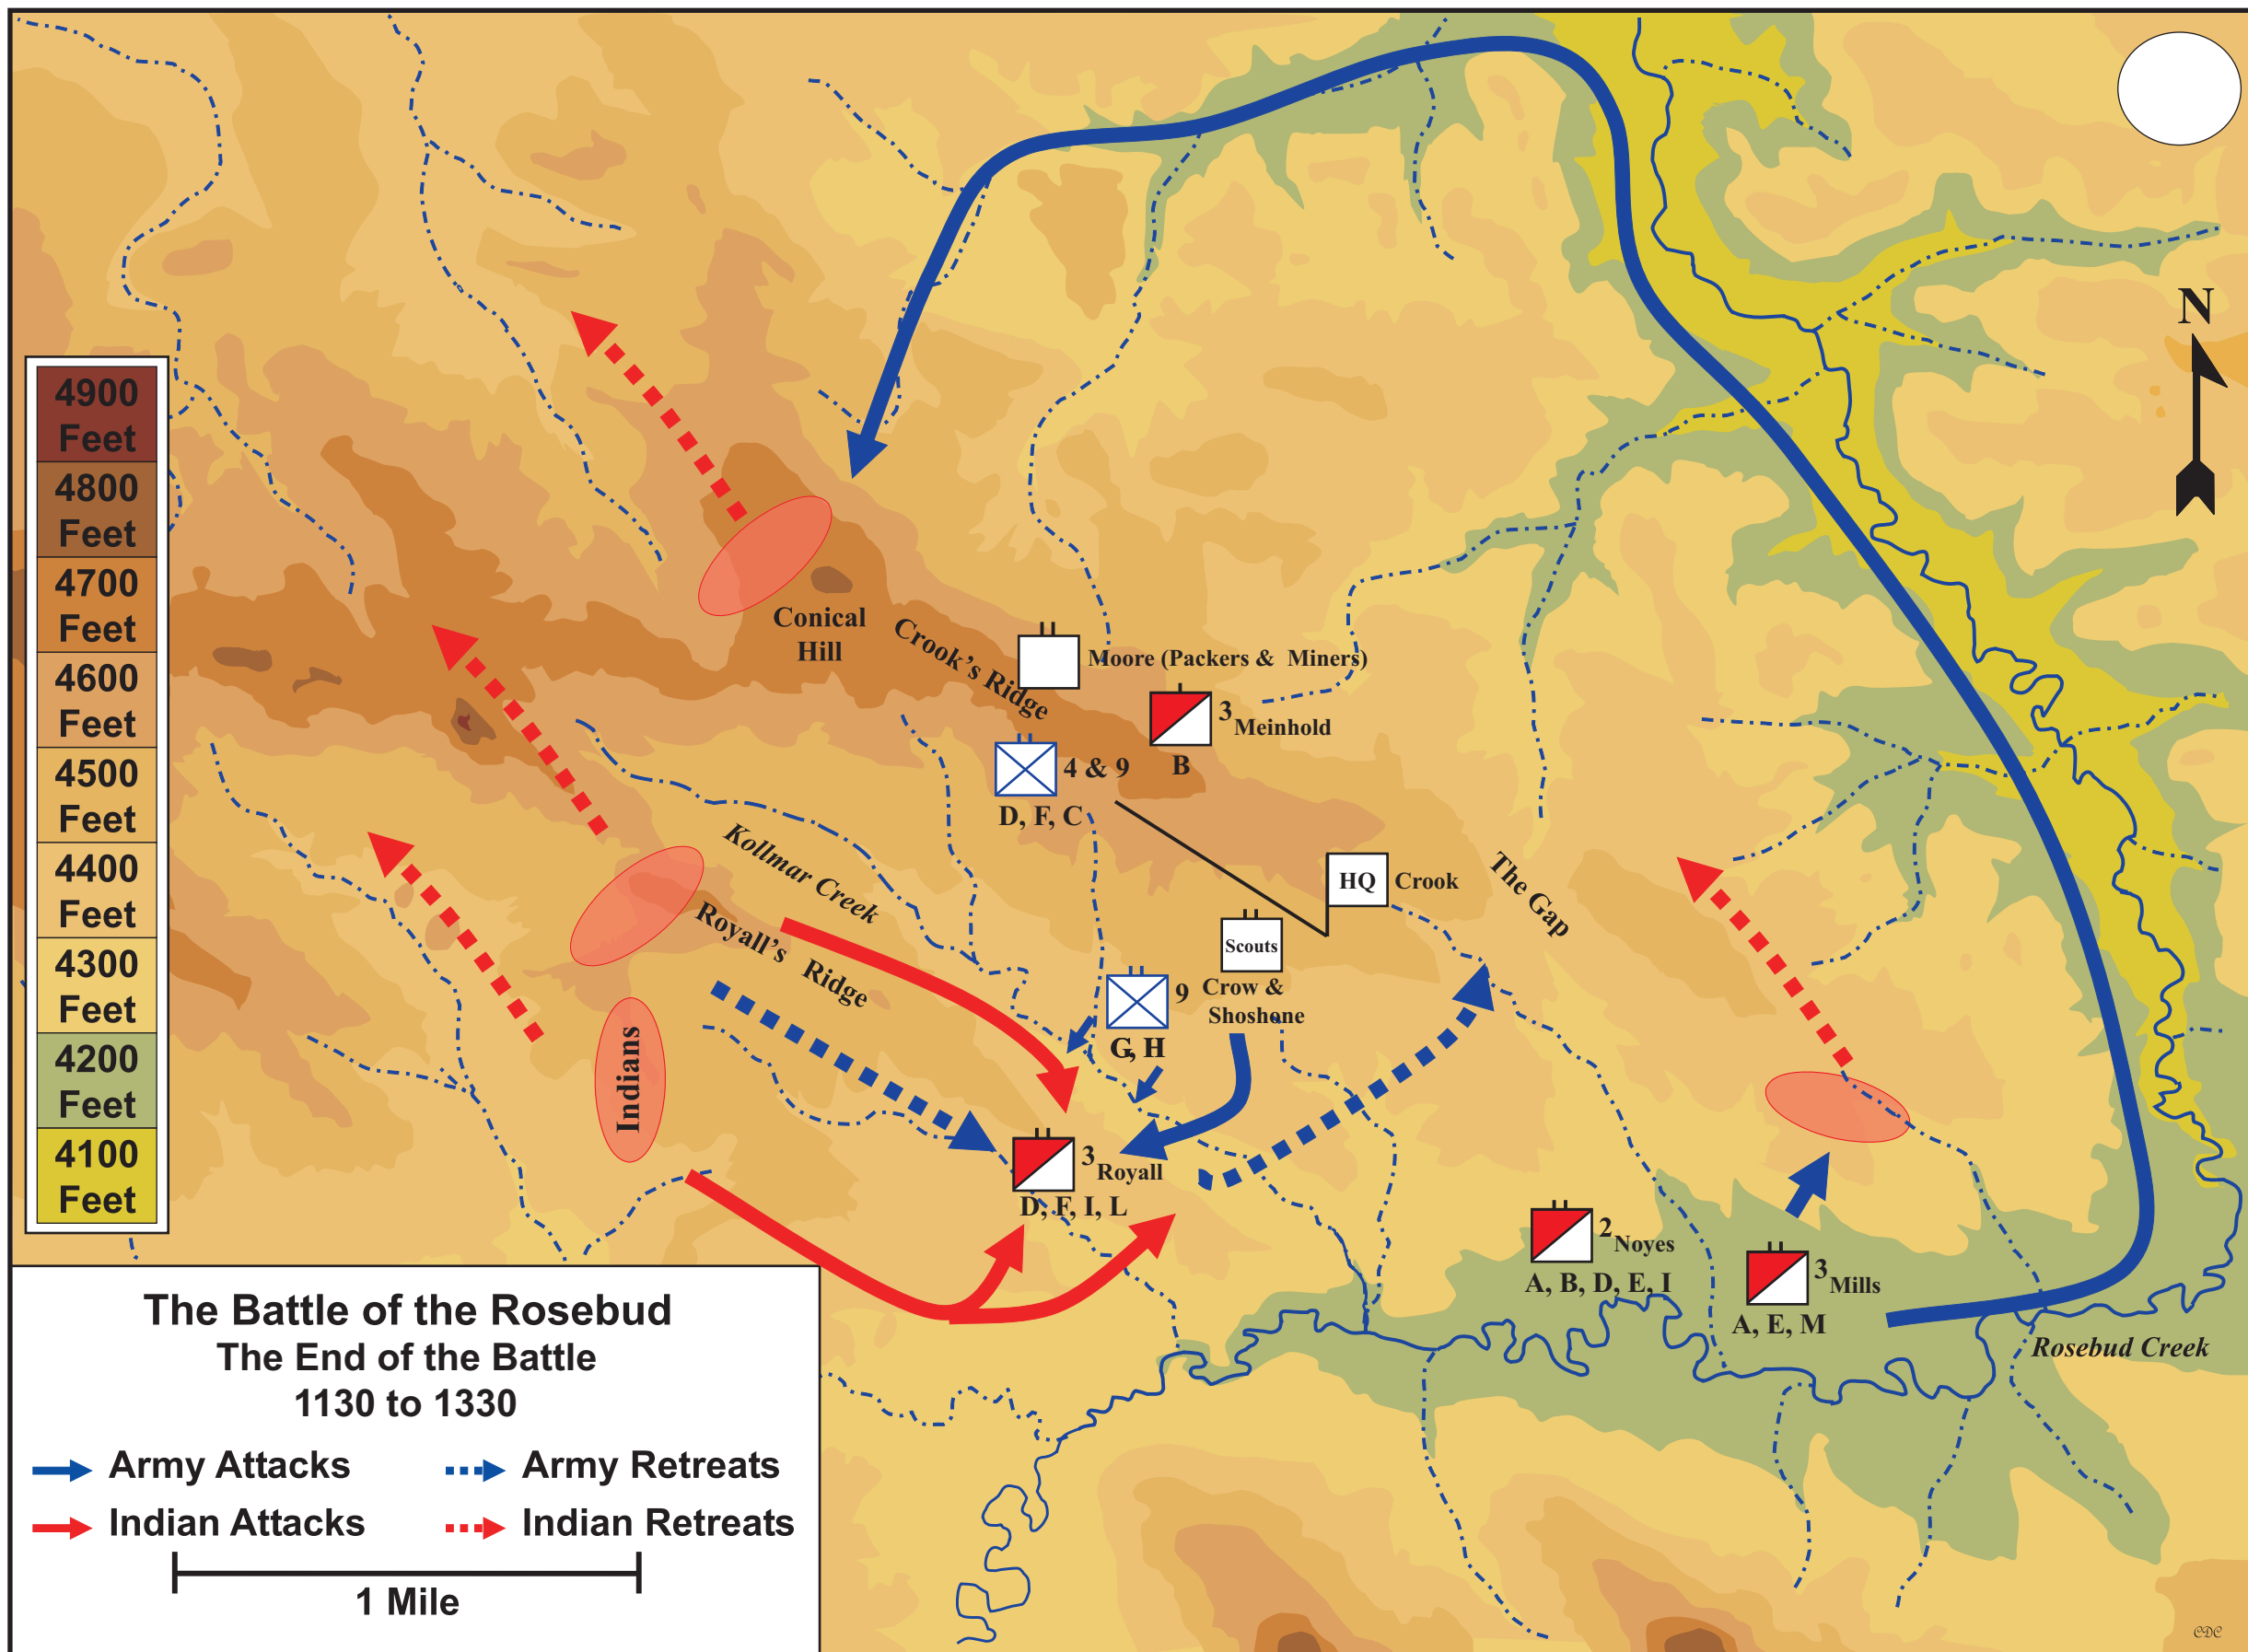 N
4900
Feet
4800
Feet
4700
Feet
4600
Feet
4500
Feet
4400
Feet
4300
Feet
4200
Feet
4100
Feet
Conical
Hill
Crook's Ridge
Moore (Packers & Miners)
3 Meinhold
B
4 & 9
D, F, C
Kollmar Creek
HQ Crook
The Gap
Royall's Ridge
Scouts
Crow &
Shoshone
9
G, H
Indians
3 Royall
D, F, I, L
2 Noyes
A, B, D, E, I
3 Mills
A, E, M
Rosebud Creek
The Battle of the Rosebud
The End of the Battle
1130 to 1330
Army Attacks
Army Retreats
Indian Attacks
Indian Retreats
1 Mile
CDC